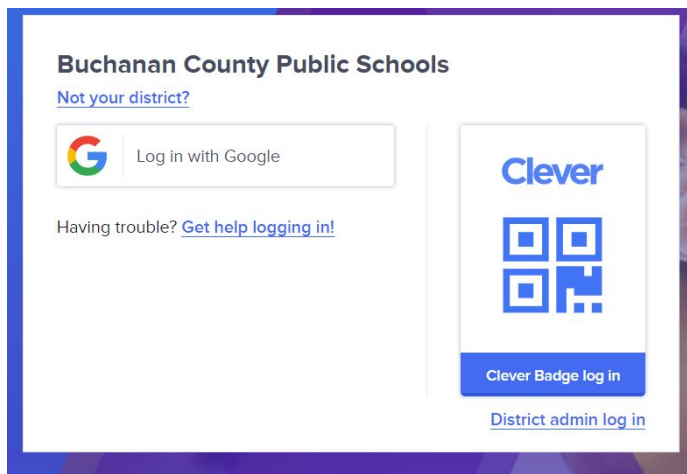 Buchanan County Public Schools
Not your district?
Log in with Google
Having trouble? Get help logging in!
Clever
Clever Badge log in
District admin log in